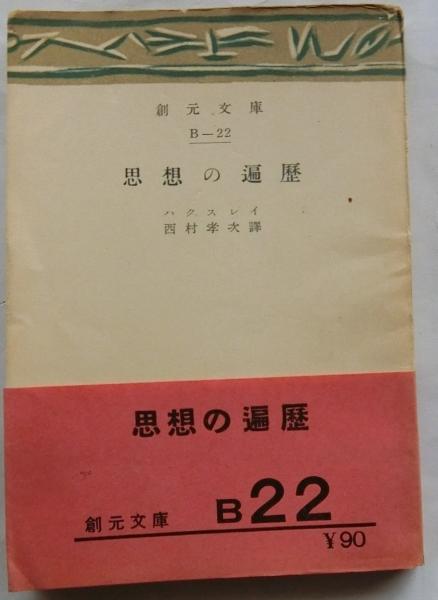 創元文庫
B—22
思想の遍歴
ハクスレイ
西村孝次譯
思想の遍歴
創元文庫 B22
¥90